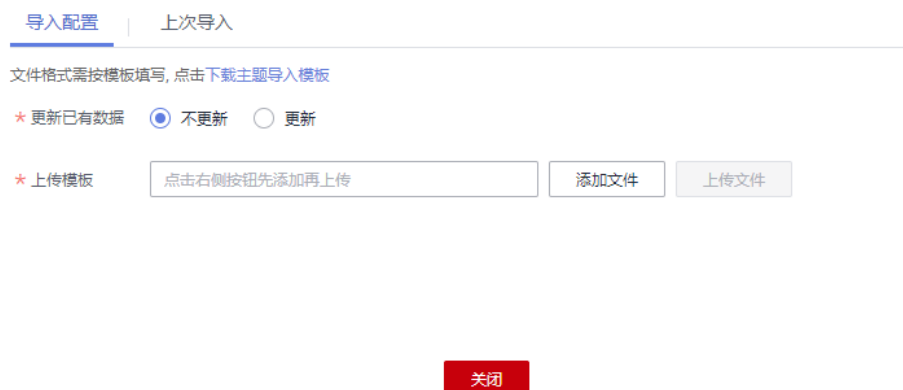 导入配置 上次导入
文件格式需按模板填写, 点击下载主题导入模板
* 更新已有数据 不更新 更新
* 上传模板 点击右侧按钮先添加再上传 添加文件 上传文件
关闭